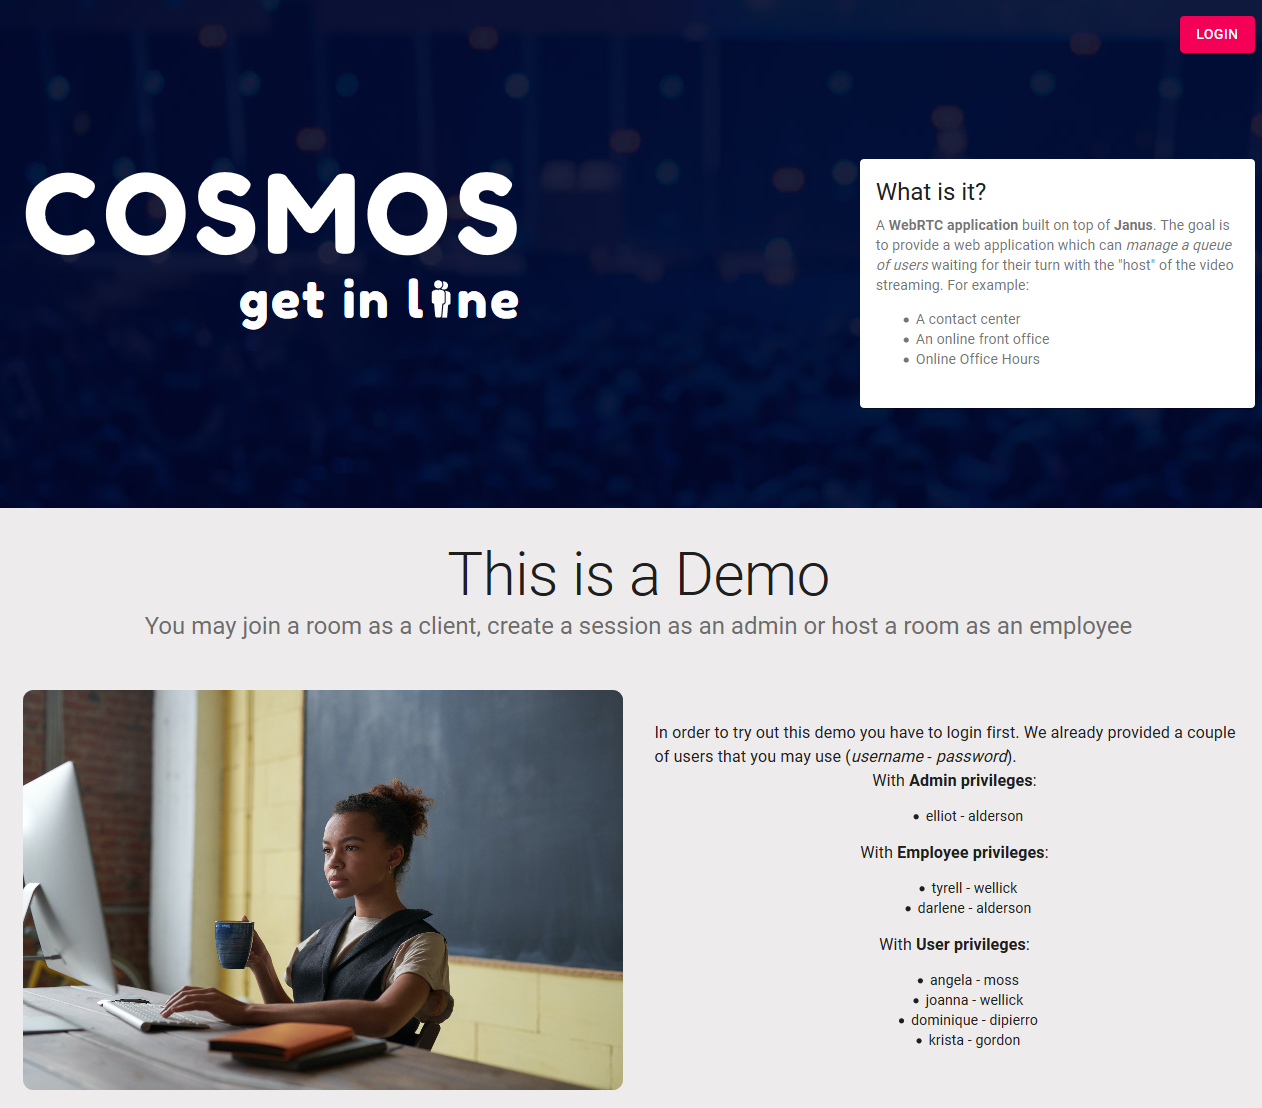 LOGIN
COSMOS
get in line
What is it?
A WebRTC application built on top of Janus. The goal is
to provide a web application which can manage a queue
of users waiting for their turn with the "host" of the video
streaming. For example:
A contact center
An online front office
Online Office Hours
This is a Demo
You may join a room as a client, create a session as an admin or host a room as an employee
In order to try out this demo you have to login first. We already provided a couple
of users that you may use (username - password).
With Admin privileges:
elliot - alderson
With Employee privileges:
tyrell - wellick
darlene - alderson
With User privileges:
angela - moss
joanna - wellick
dominique - dipierro
krista - gordon